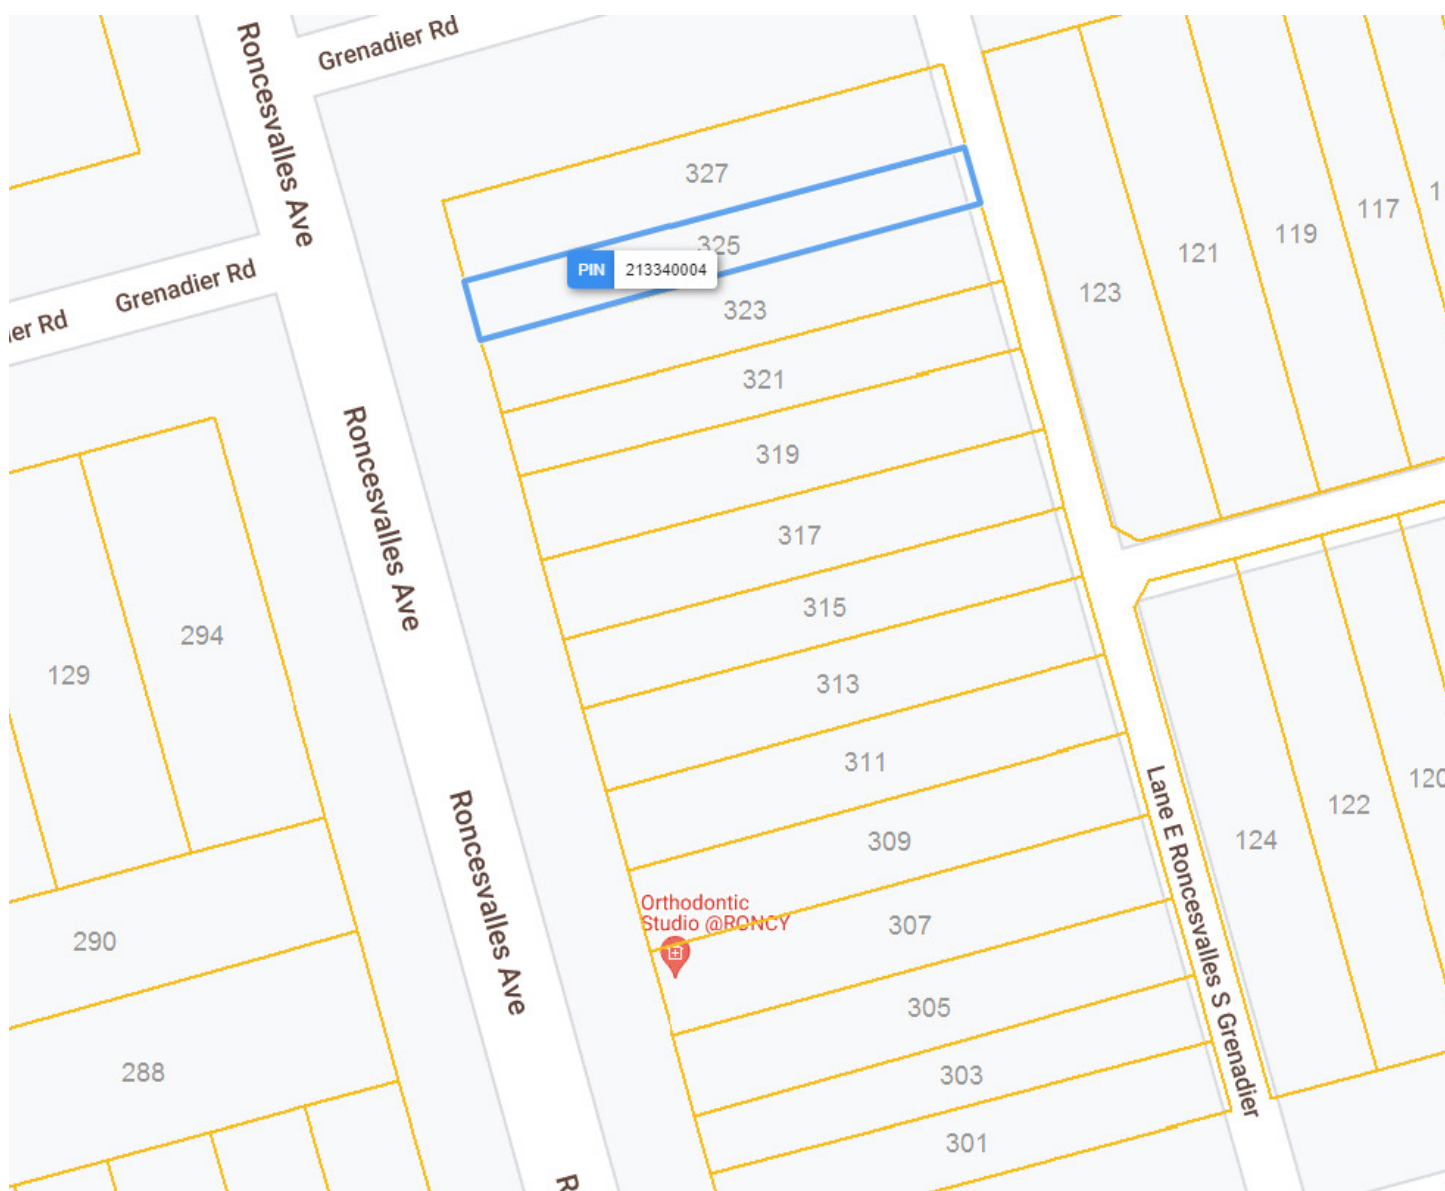 Roncesvalles Ave
Grenadier Rd
327
325
PIN 213340004
323
321
319
317
315
313
311
309
Orthodontic
Studio @RONCY
307
305
303
301
123
121
119
117
1
Grenadier Rd
er Rd
Roncesvalles Ave
294
129
Roncesvalles Ave
290
288
R
Lane E Roncesvalles S Grenadier
124
122
120